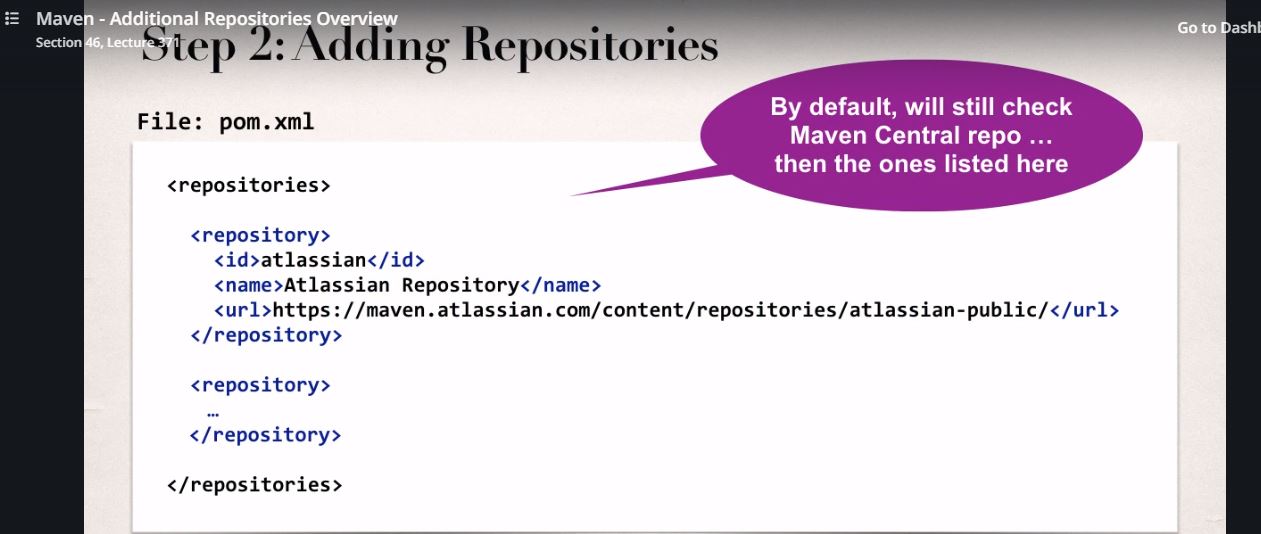 Maven - Additional Repositories Overview
Section 46, Lecture 371
Go to Dashb
Step 2: Adding Repositories
File: pom.xml
By default, will still check
Maven Central repo …
then the ones listed here
<repositories>
<repository>
<id>atlassian</id>
<name>Atlassian Repository</name>
<url>https://maven.atlassian.com/content/repositories/atlassian-public/</url>
</repository>
<repository>
…
</repository>
</repositories>